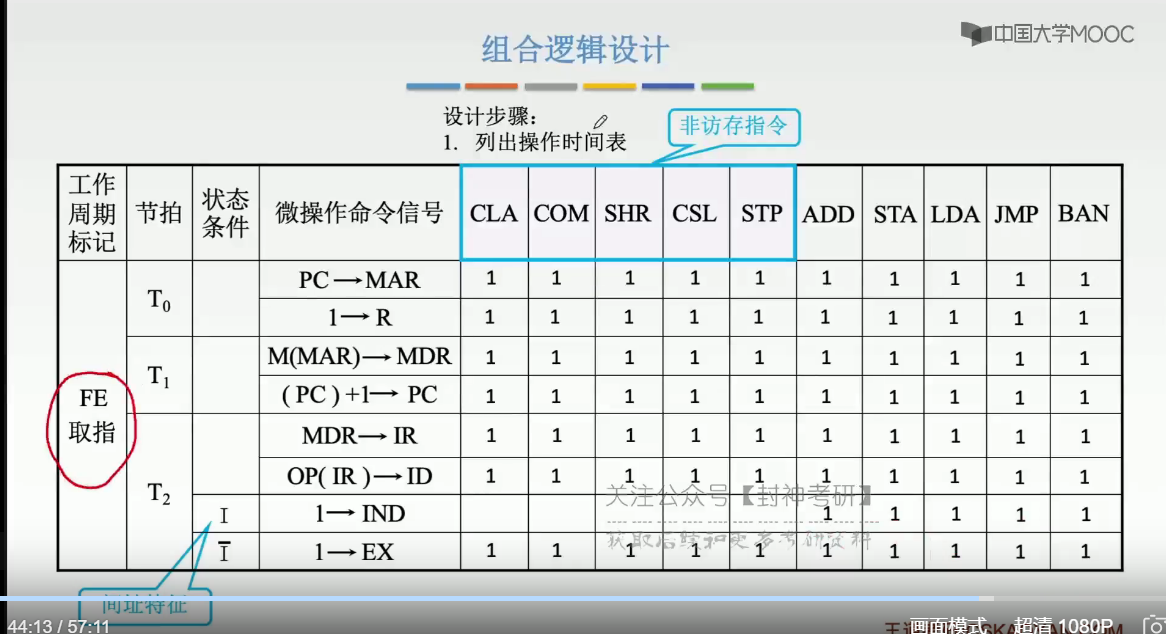 中国大学MOOC
组合逻辑设计
设计步骤:
1. 列出操作时间表
非访存指令
工作周期标记 节拍 状态条件 微操作命令信号 CLA COM SHR CSL STP ADD STA LDA JMP BAN
FE 取指 T0 PC→MAR 1 1 1 1 1 1 1 1 1 1
1→R 1 1 1 1 1 1 1 1 1 1
T1 M(MAR)→MDR 1 1 1 1 1 1 1 1 1 1
(PC)+1→PC 1 1 1 1 1 1 1 1 1 1
T2 MDR→IR 1 1 1 1 1 1 1 1 1 1
OP(IR)→ID 1 1 1 1 1 1 1 1 1 1
I 1→IND 1 1 1 1 1
Ī 1→EX 1 1 1 1 1 1 1 1 1 1
关注公众号【封神考研】
获取后续和更多考研资料
间址特征
44:13 / 57:11
画面模式 超清 1080P